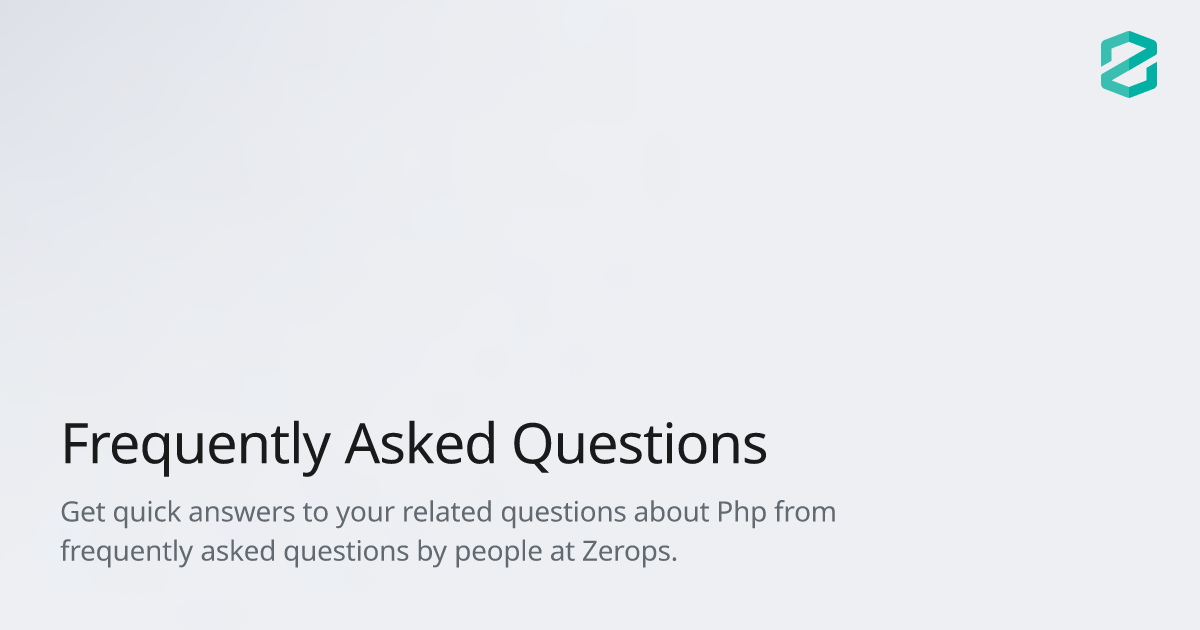 Frequently Asked Questions
Get quick answers to your related questions about Php from
frequently asked questions by people at Zerops.